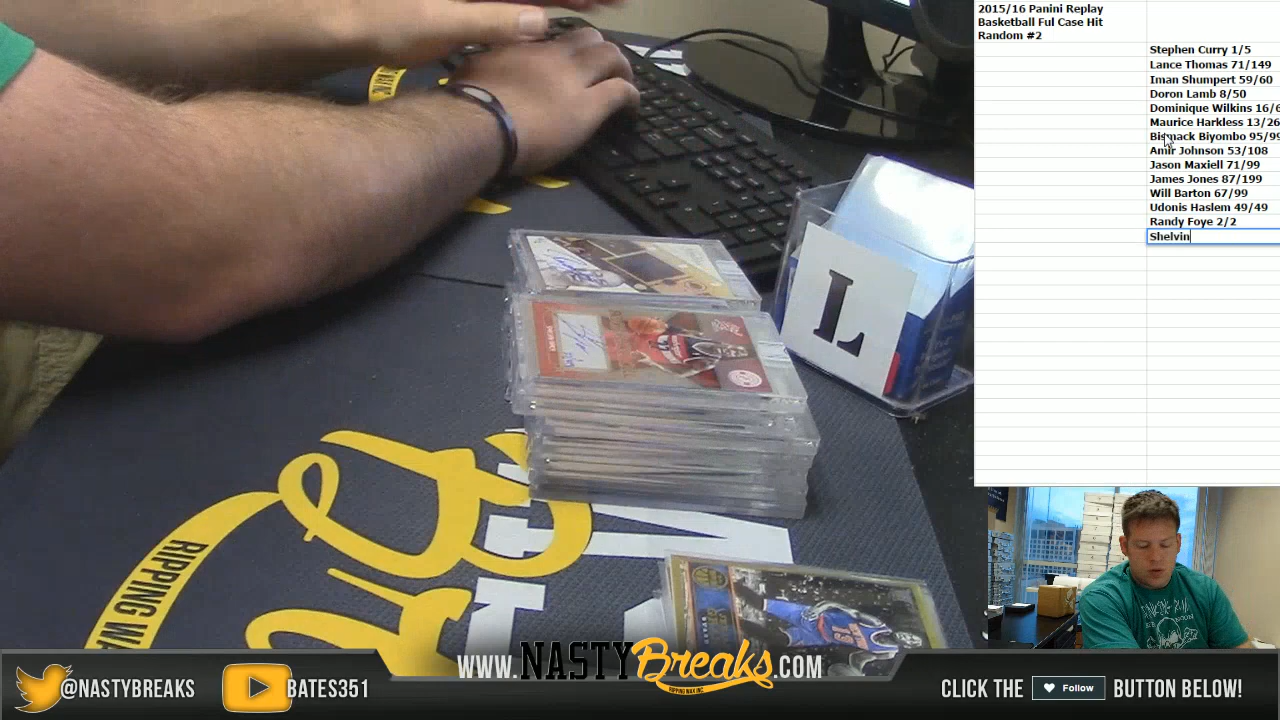 2015/16 Panini Replay
Basketball Ful Case Hit
Random #2
Stephen Curry 1/5
Lance Thomas 71/149
Iman Shumpert 59/60
Doron Lamb 8/50
Dominique Wilkins 16/6
Maurice Harkless 13/26
Bismack Biyombo 95/99
Amir Johnson 53/108
Jason Maxiell 71/99
James Jones 87/199
Will Barton 67/99
Udonis Haslem 49/49
Randy Foye 2/2
Shelvin
L
RIPPING WA
@NASTYBREAKS
BATES351
WWW.NASTYBreaks.COM
RIPPING WAX INC.
CLICK THE Follow BUTTON BELOW!